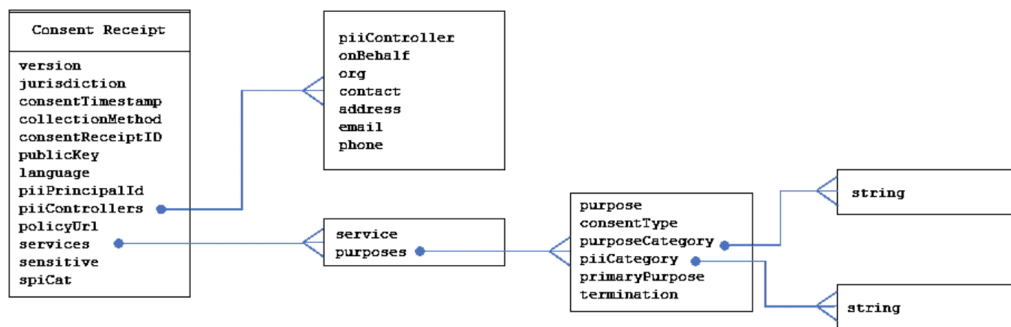 Consent Receipt
version
jurisdiction
consentTimestamp
collectionMethod
consentReceiptID
publicKey
language
piiPrincipalId
piiControllers
policyUrl
services
sensitive
spiCat
piiController
onBehalf
org
contact
address
email
phone
service
purposes
purpose
consentType
purposeCategory
piiCategory
primaryPurpose
termination
string
string